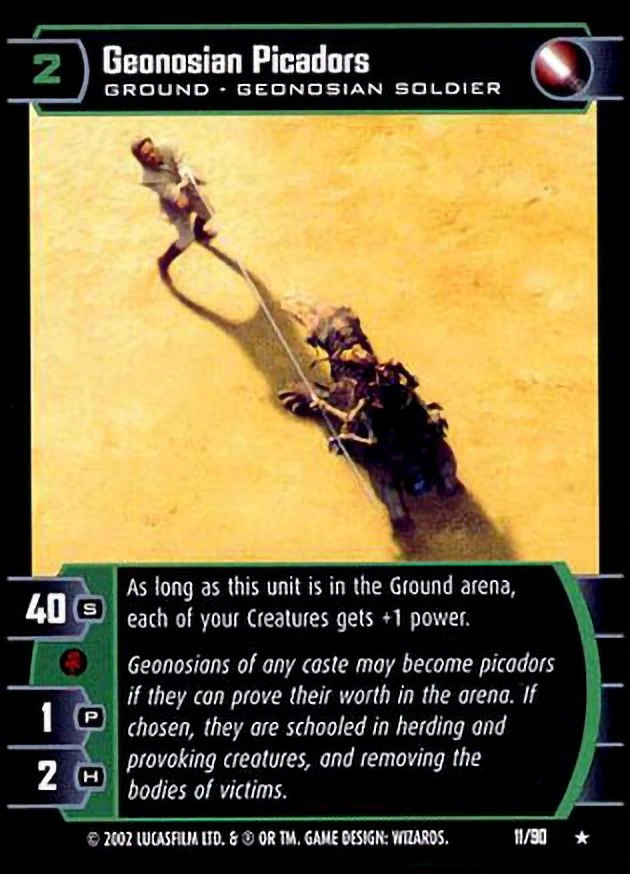 2
Geonosian Picadors
GROUND · GEONOSIAN SOLDIER
As long as this unit is in the Ground arena,
each of your Creatures gets +1 power.
40 S
Geonosians of any caste may become picadors
if they can prove their worth in the arena. If
chosen, they are schooled in herding and
provoking creatures, and removing the
bodies of victims.
1 P
2 H
© 2002 LUCASFILM LTD. & ® OR TM. GAME DESIGN: WIZARDS.
11/90 ★